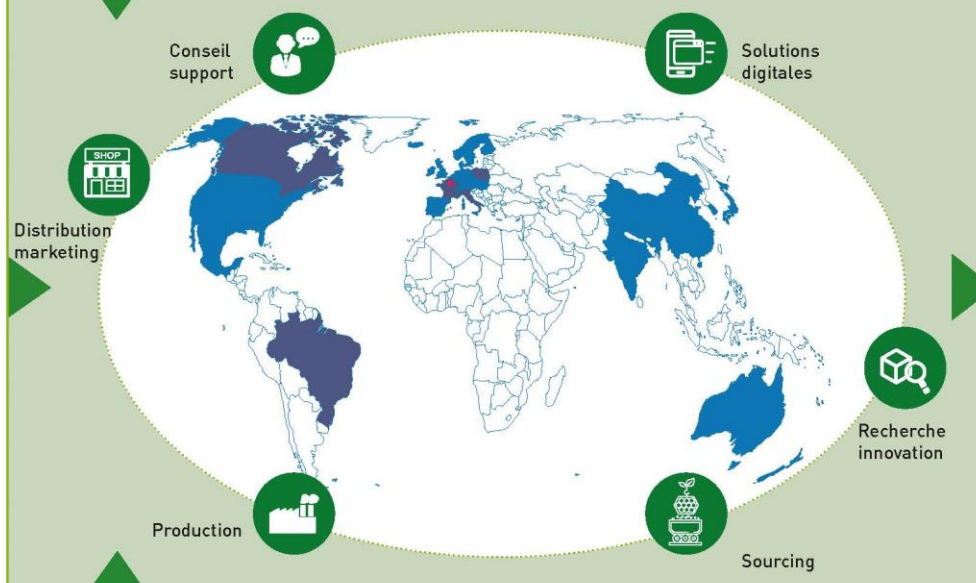 Conseil
support
Solutions
digitales
SHOP
Distribution
marketing
Recherche
innovation
Production
Sourcing